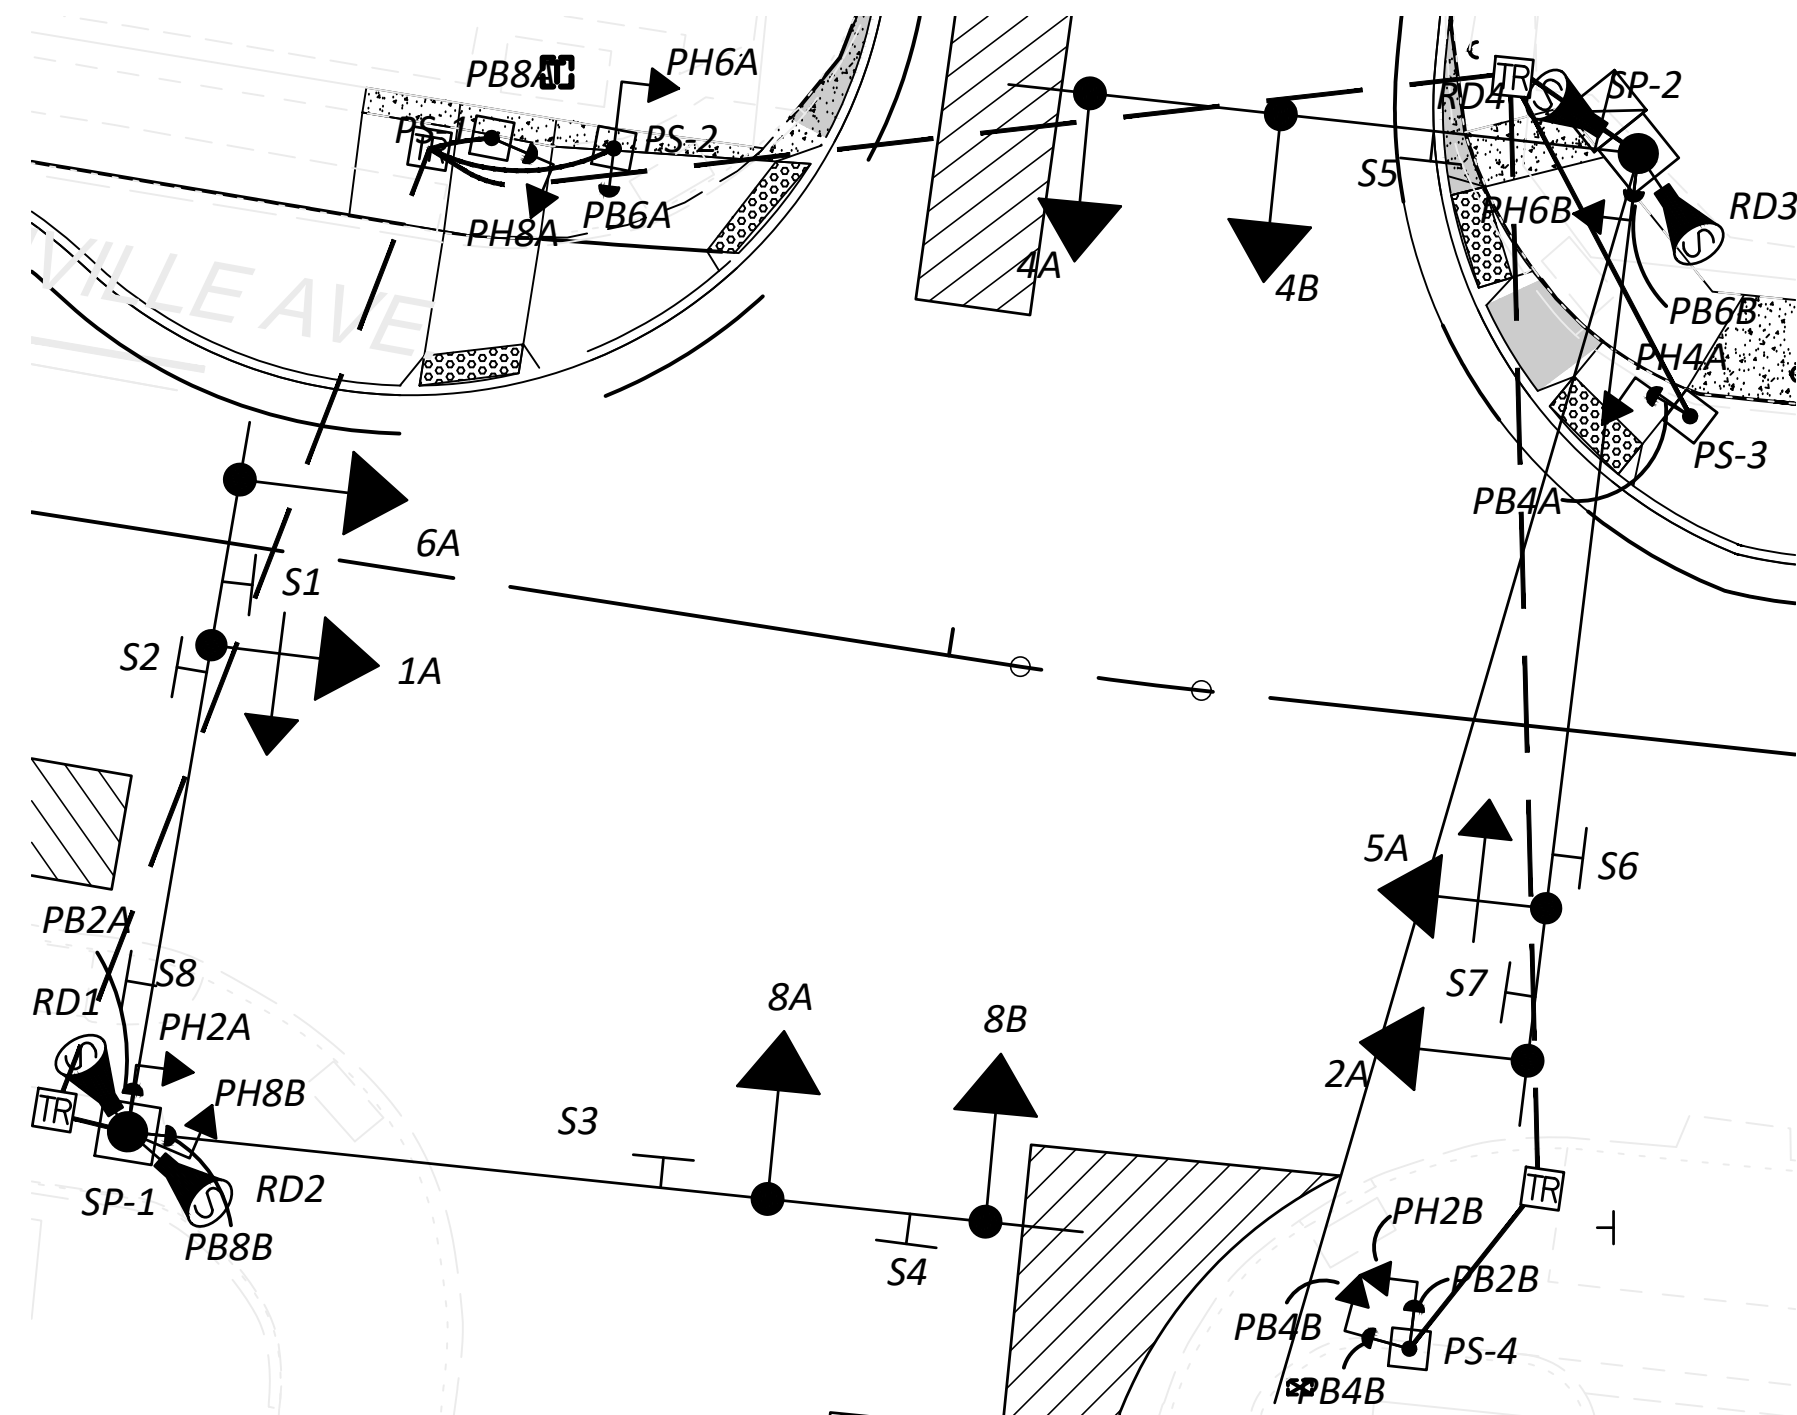 PH6A
PB8A
SP-2
RD4
TR
S
PS-1
TR
PS-2
S5
PH6B
RD3
S
PB6A
PH8A
4A
4B
PB6B
VILLE AVE
PH4A
PS-3
PB4A
6A
S1
S2
1A
5A
S6
PB2A
S8
S7
RD1
8A
8B
PH2A
S
2A
PH8B
TR
S3
RD2
SP-1
S
TR
PB8B
PH2B
S4
PB2B
PB4B
PS-4
PB4B